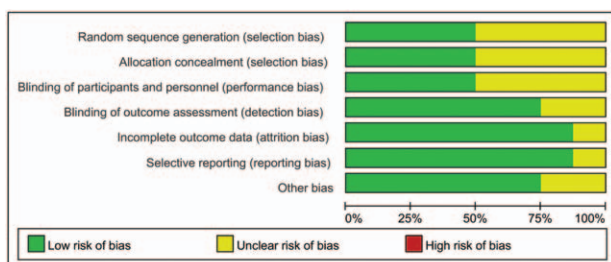 Random sequence generation (selection bias)
Allocation concealment (selection bias)
Blinding of participants and personnel (performance bias)
Blinding of outcome assessment (detection bias)
Incomplete outcome data (attrition bias)
Selective reporting (reporting bias)
Other bias
0% 25% 50% 75% 100%
Low risk of bias Unclear risk of bias High risk of bias